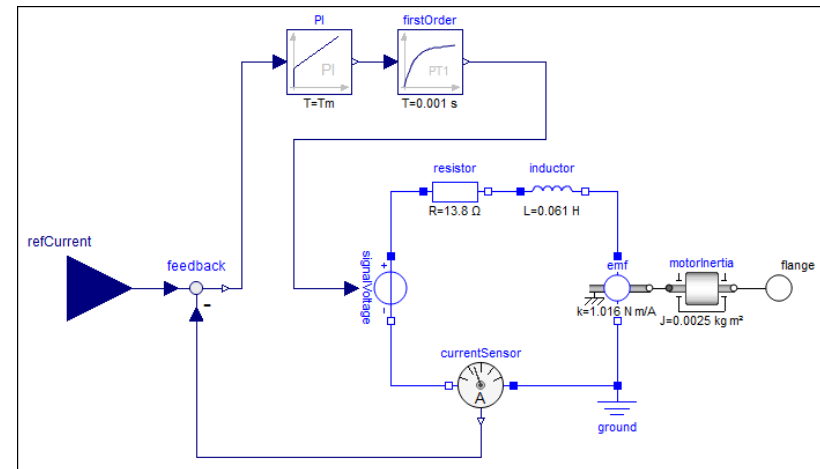 PI
firstOrder
PI
PT1
T=Tm
T=0.001 s
resistor
inductor
R=13.8 Ω
L=0.061 H
refCurrent
feedback
-
+
signalVoltage
-
emf
motorInertia
flange
k=1.016 N m/A
J=0.0025 kg m²
currentSensor
A
ground